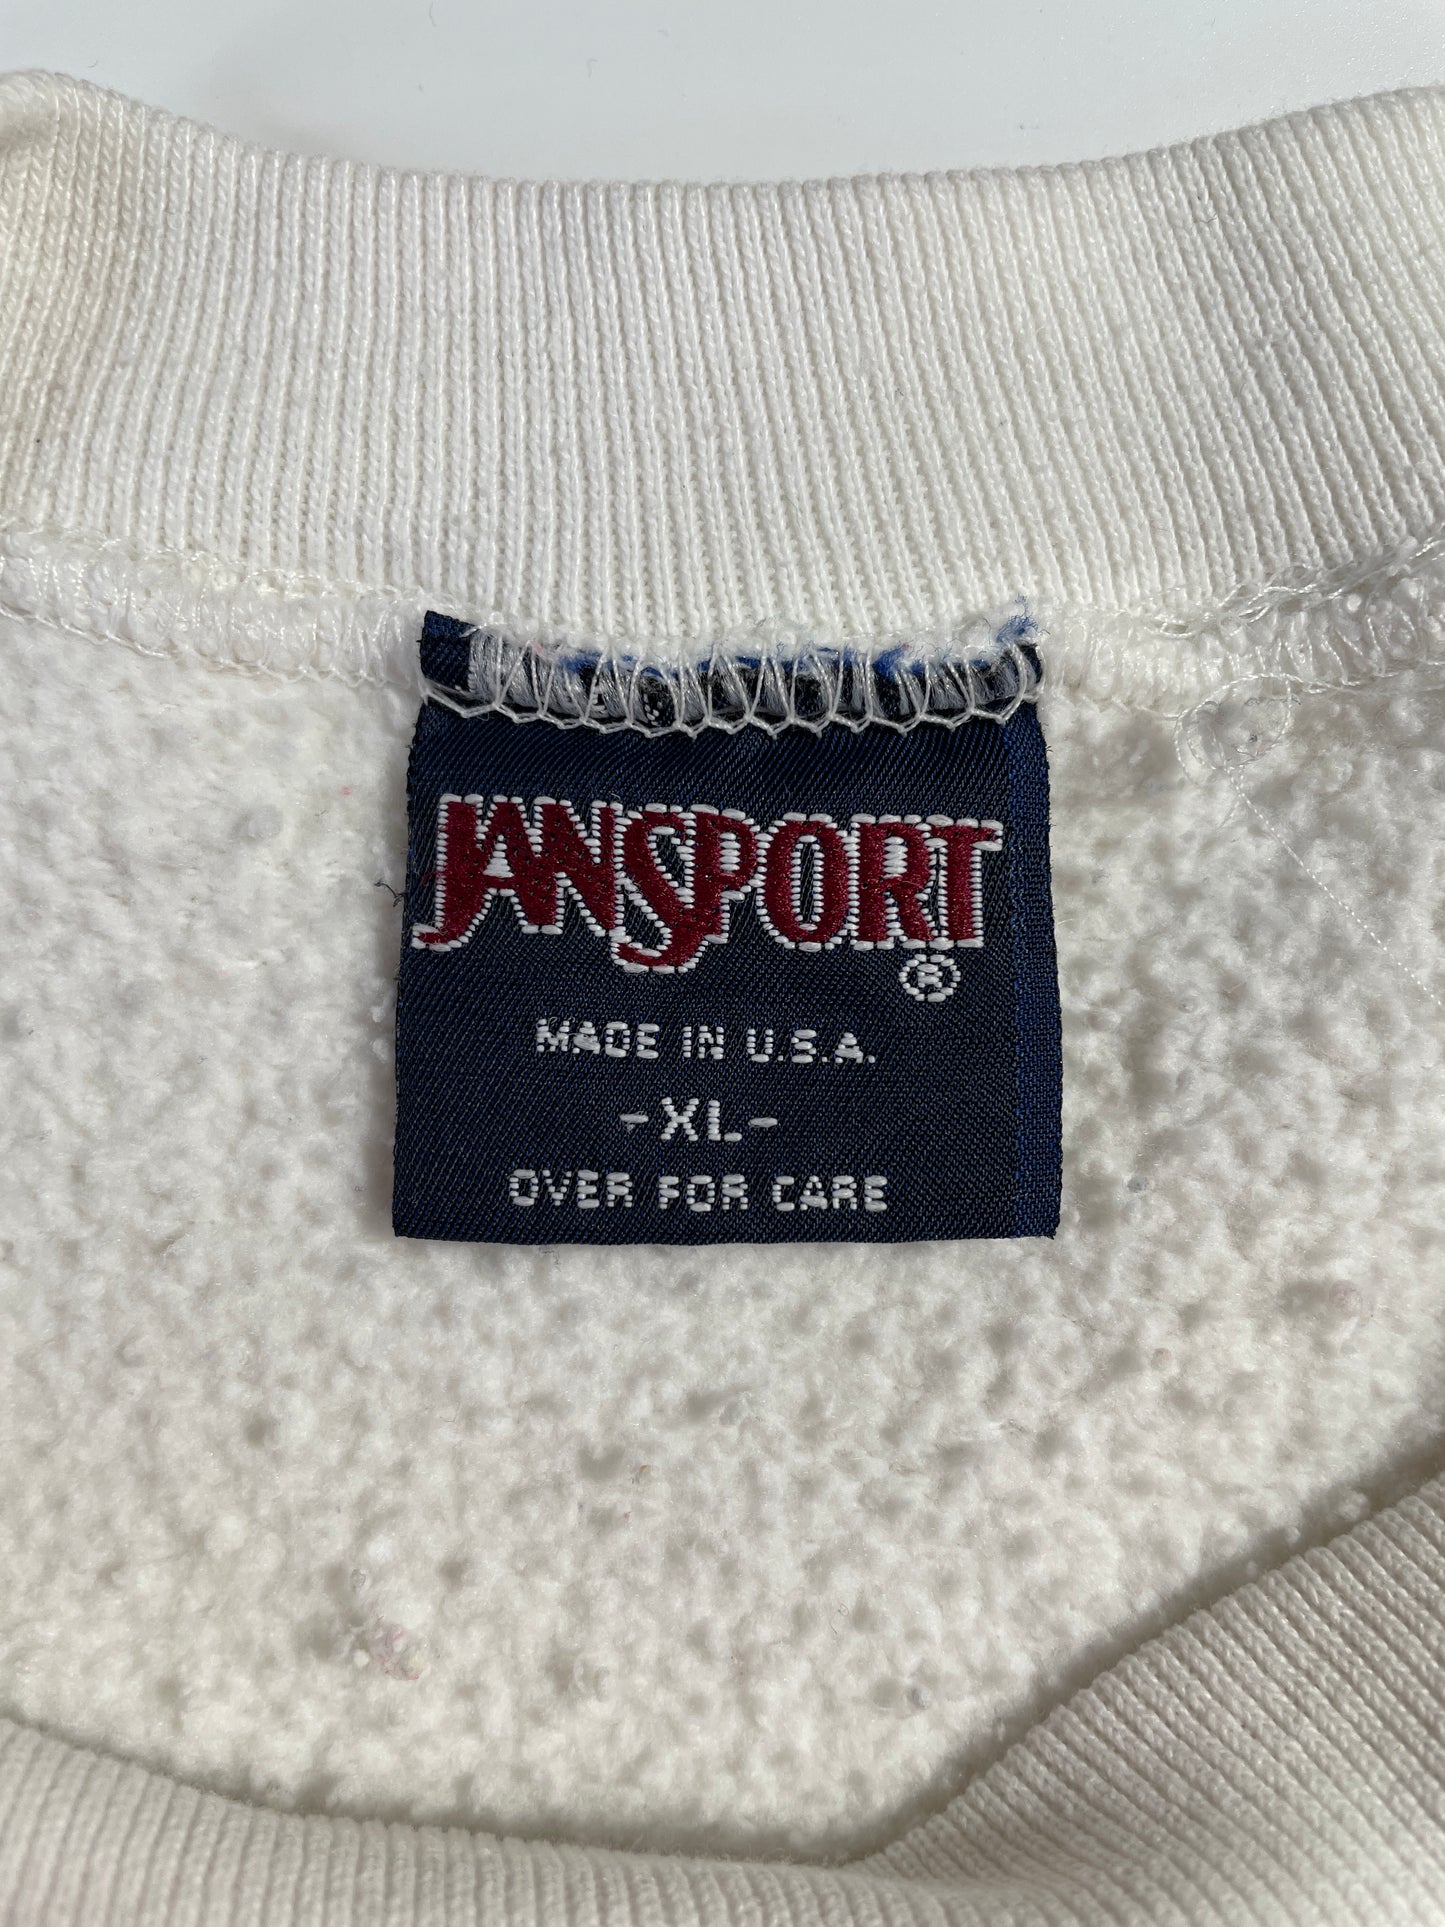 JANSPORT
®
MADE IN U.S.A.
-XL-
OVER FOR CARE